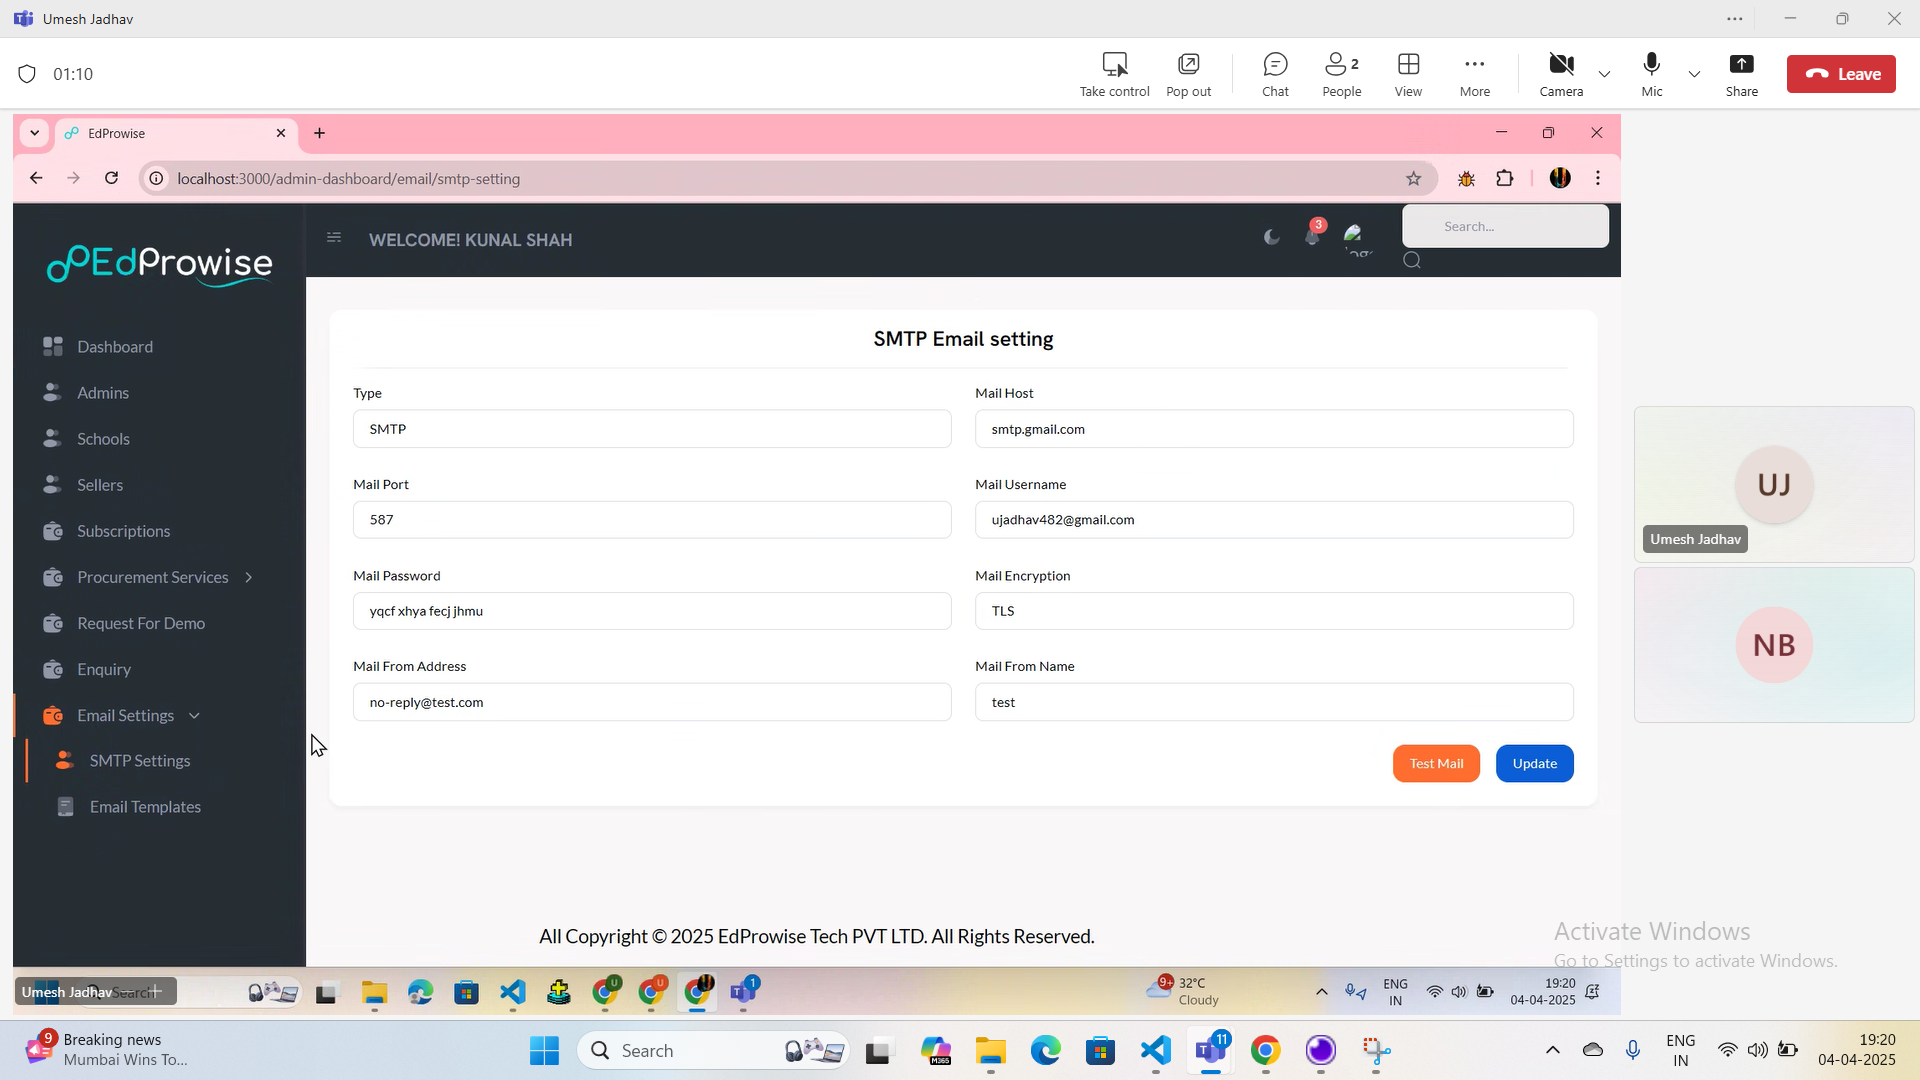 Umesh Jadhav
01:10
Take control
Pop out
Chat
2
People
View
More
Camera
Mic
Share
Leave
EdProwise
localhost:3000/admin-dashboard/email/smtp-setting
EdProwise
WELCOME! KUNAL SHAH
3
Search...
Dashboard
Admins
Schools
Sellers
Subscriptions
Procurement Services
Request For Demo
Enquiry
Email Settings
SMTP Settings
Email Templates
SMTP Email setting
Type
SMTP
Mail Host
smtp.gmail.com
Mail Port
587
Mail Username
ujadhav482@gmail.com
Mail Password
yqcf xhya fecj jhmu
Mail Encryption
TLS
Mail From Address
no-reply@test.com
Mail From Name
test
Test Mail
Update
All Copyright © 2025 EdProwise Tech PVT LTD. All Rights Reserved.
UJ
Umesh Jadhav
NB
Activate Windows
Go to Settings to activate Windows.
Umesh Jadhav
Search
U
U
1
9+
32°C
Cloudy
ENG
IN
19:20
04-04-2025
9
Breaking news
Mumbai Wins To...
Search
M365
11
ENG
IN
19:20
04-04-2025